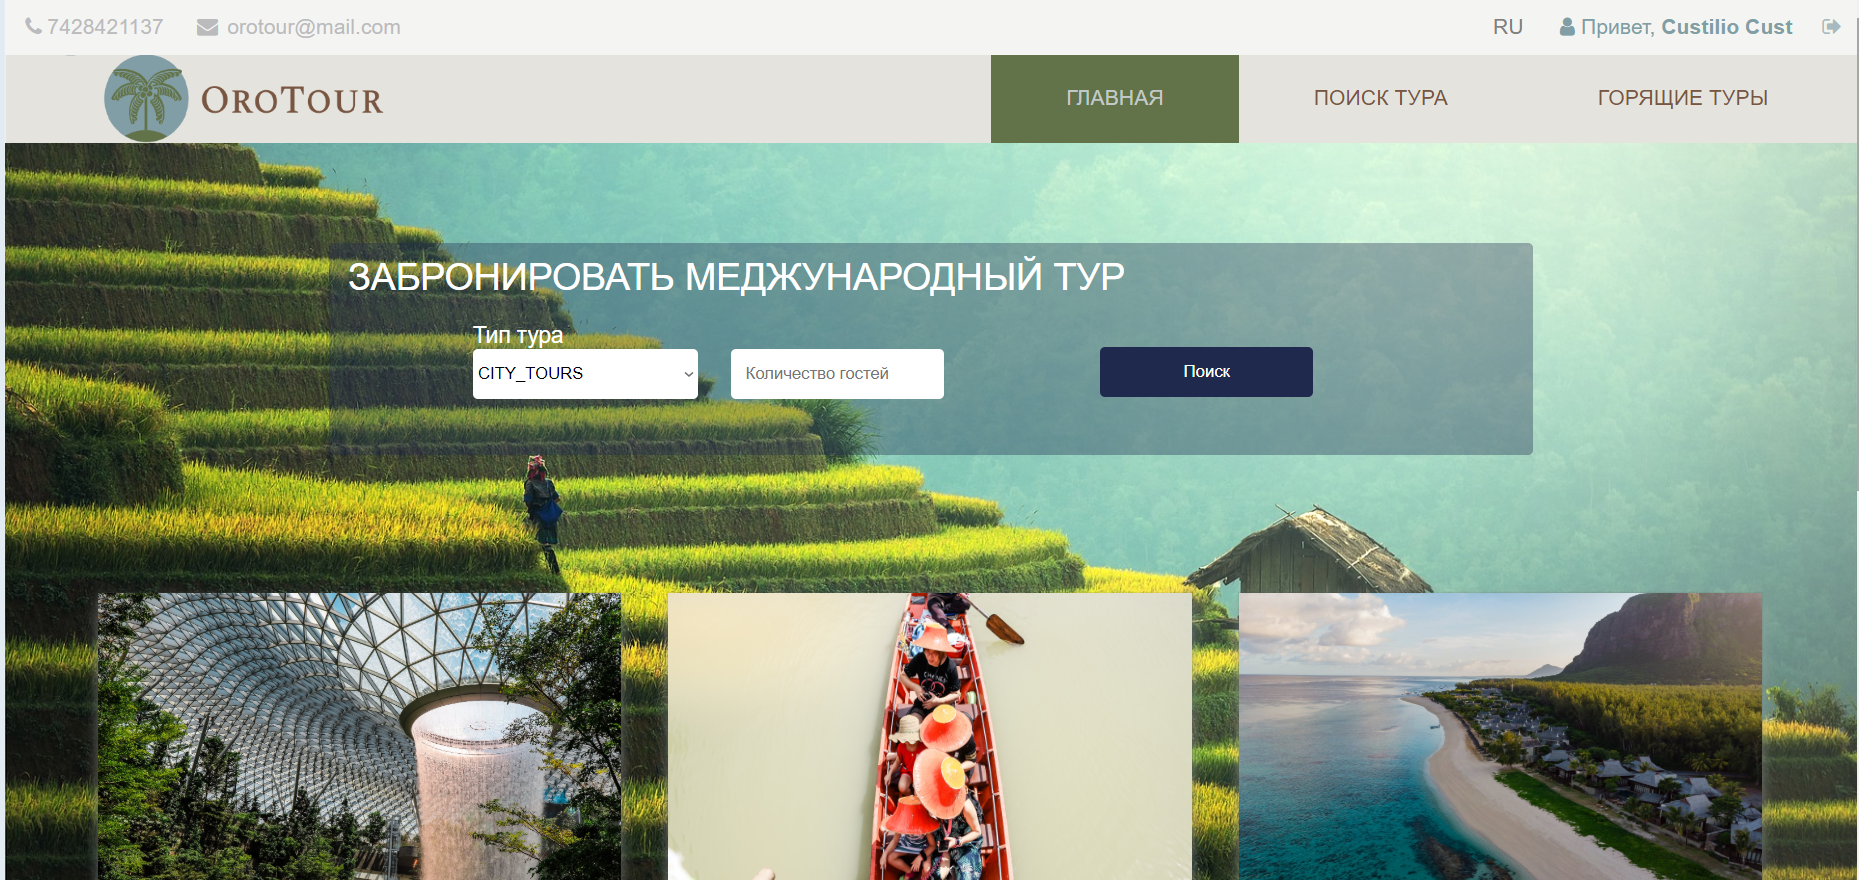 7428421137 orotour@mail.com RU Привет, Custilio Cust
OroTour ГЛАВНАЯ ПОИСК ТУРА ГОРЯЩИЕ ТУРЫ
ЗАБРОНИРОВАТЬ МЕДЖУНАРОДНЫЙ ТУР
Тип тура
CITY_TOURS Количество гостей Поиск